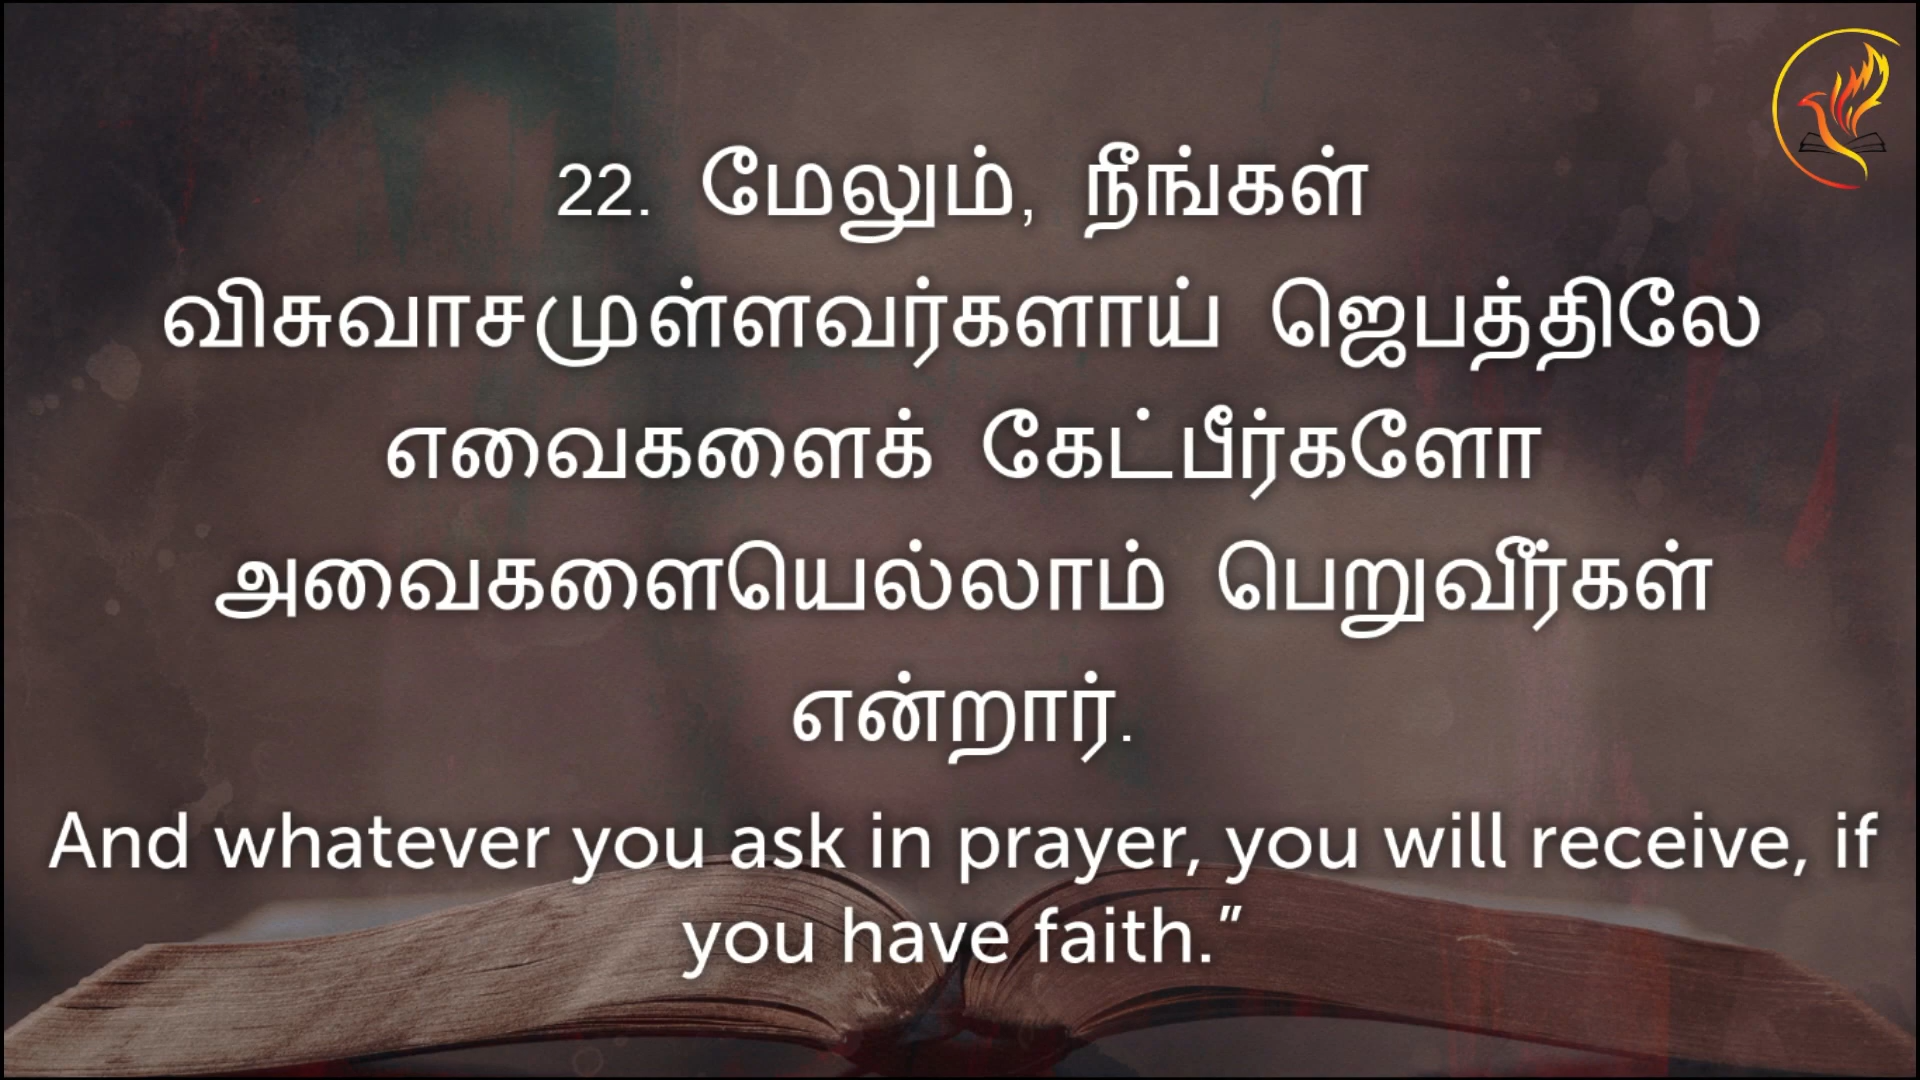 22. மேலும், நீங்கள்
விசுவாசமுள்ளவர்களாய் ஜெபத்திலே
எவைகளைக் கேட்பீர்களோ
அவைகளையெல்லாம் பெறுவீர்கள்
என்றார்.
And whatever you ask in prayer, you will receive, if
you have faith.”